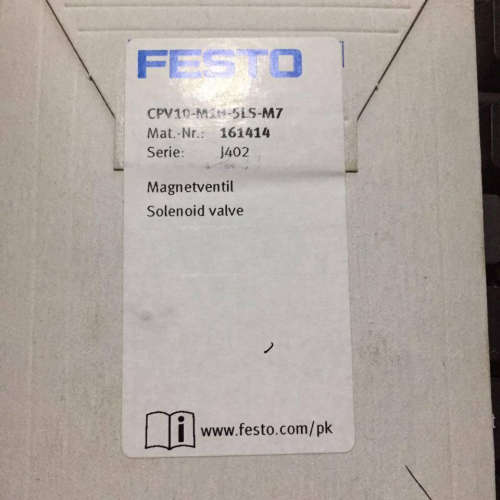 FESTO
CPV10-M1H-5LS-M7
Mat.-Nr.: 161414
Serie: J402
Magnetventil
Solenoid valve
i www.festo.com/pk